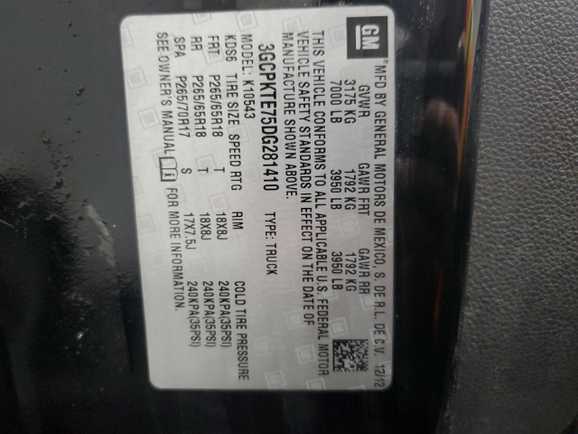 GM MFD BY GENERAL MOTORS DE MEXICO, S. DE R.L. DE C.V. 12/12
GVWR GAWR FRT GAWR RR
3175 KG 1792 KG 1792 KG
7000 LB 3950 LB 3950 LB
THIS VEHICLE CONFORMS TO ALL APPLICABLE U.S. FEDERAL MOTOR
VEHICLE SAFETY STANDARDS IN EFFECT ON THE DATE OF
MANUFACTURE SHOWN ABOVE.
3GCPKTE75DG281410 TYPE: TRUCK
MODEL: K10543
KDS6 TIRE SIZE SPEED RTG RIM COLD TIRE PRESSURE
FRT P265/65R18 T 18X8J 240KPA(35PSI)
RR P265/65R18 T 18X8J 240KPA(35PSI)
SPA P265/70R17 S 17X7.5J 240KPA(35PSI)
SEE OWNER'S MANUAL FOR MORE INFORMATION.